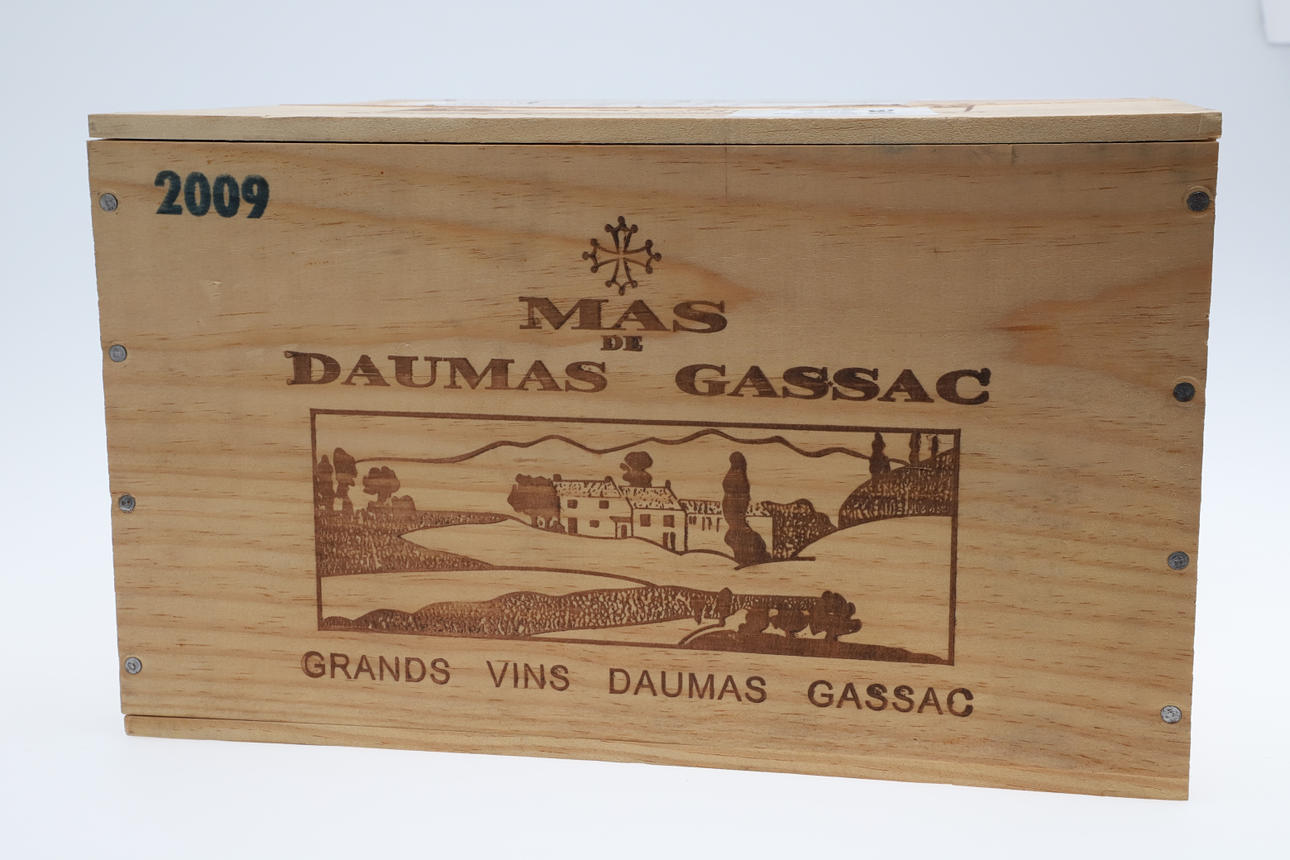 2009
MAS
DE
DAUMAS GASSAC
GRANDS VINS DAUMAS GASSAC